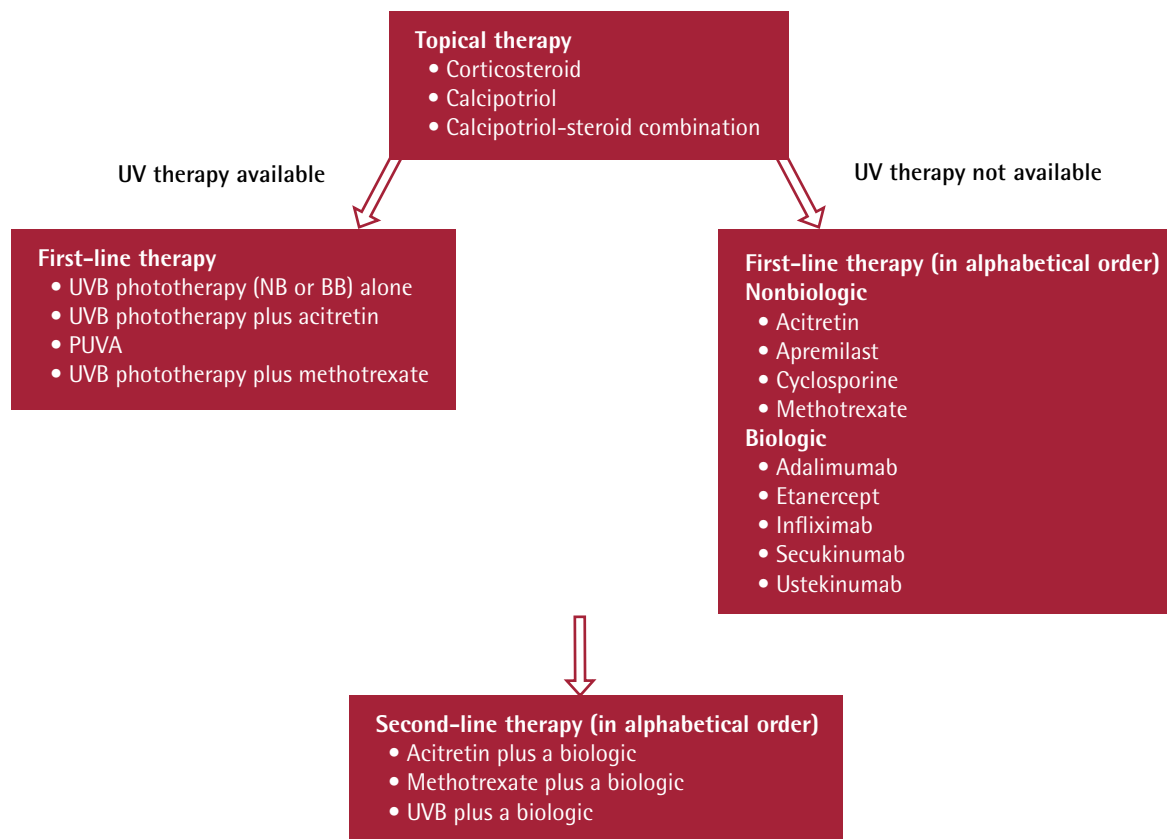 Topical therapy
• Corticosteroid
• Calcipotriol
• Calcipotriol-steroid combination
UV therapy available
UV therapy not available
First-line therapy
• UVB phototherapy (NB or BB) alone
• UVB phototherapy plus acitretin
• PUVA
• UVB phototherapy plus methotrexate
First-line therapy (in alphabetical order)
Nonbiologic
• Acitretin
• Apremilast
• Cyclosporine
• Methotrexate
Biologic
• Adalimumab
• Etanercept
• Infliximab
• Secukinumab
• Ustekinumab
Second-line therapy (in alphabetical order)
• Acitretin plus a biologic
• Methotrexate plus a biologic
• UVB plus a biologic